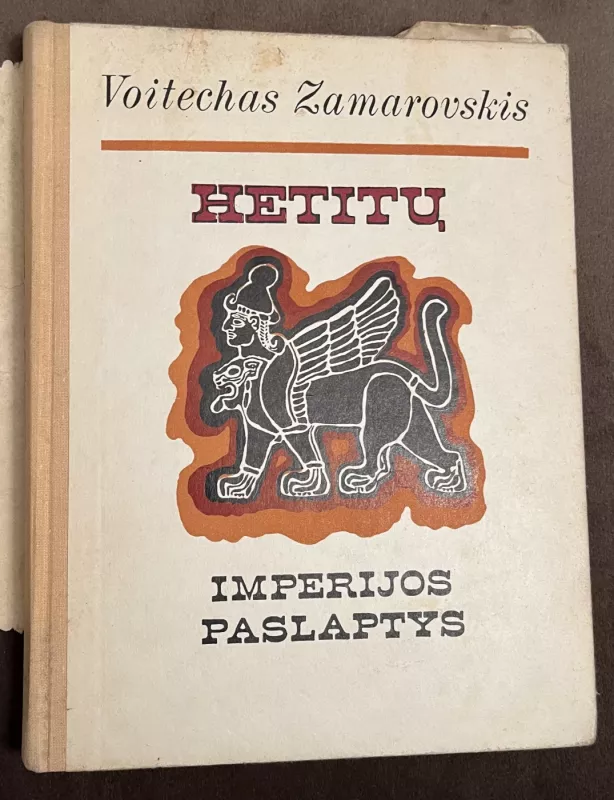 Voitechas Zamarovskis
HETITŲ
IMPERIJOS
PASLAPTYS